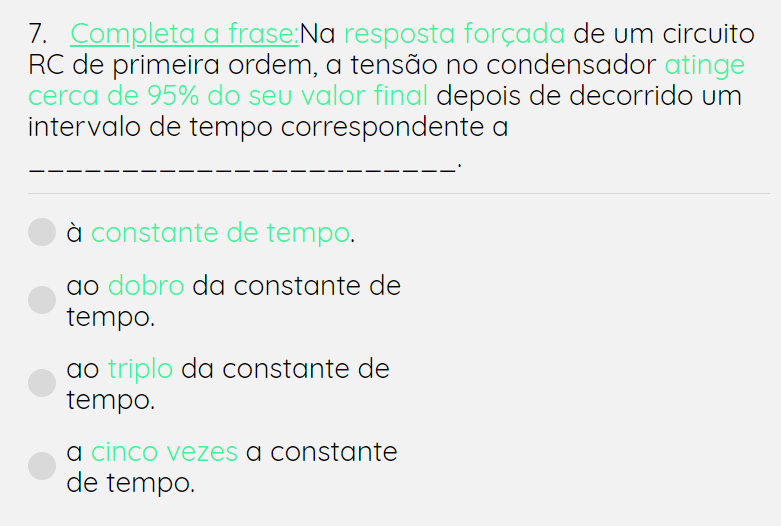 7. Completa a frase:Na resposta forçada de um circuito
RC de primeira ordem, a tensão no condensador atinge
cerca de 95% do seu valor final depois de decorrido um
intervalo de tempo correspondente a
_______________________.
à constante de tempo.
ao dobro da constante de
tempo.
ao triplo da constante de
tempo.
a cinco vezes a constante
de tempo.